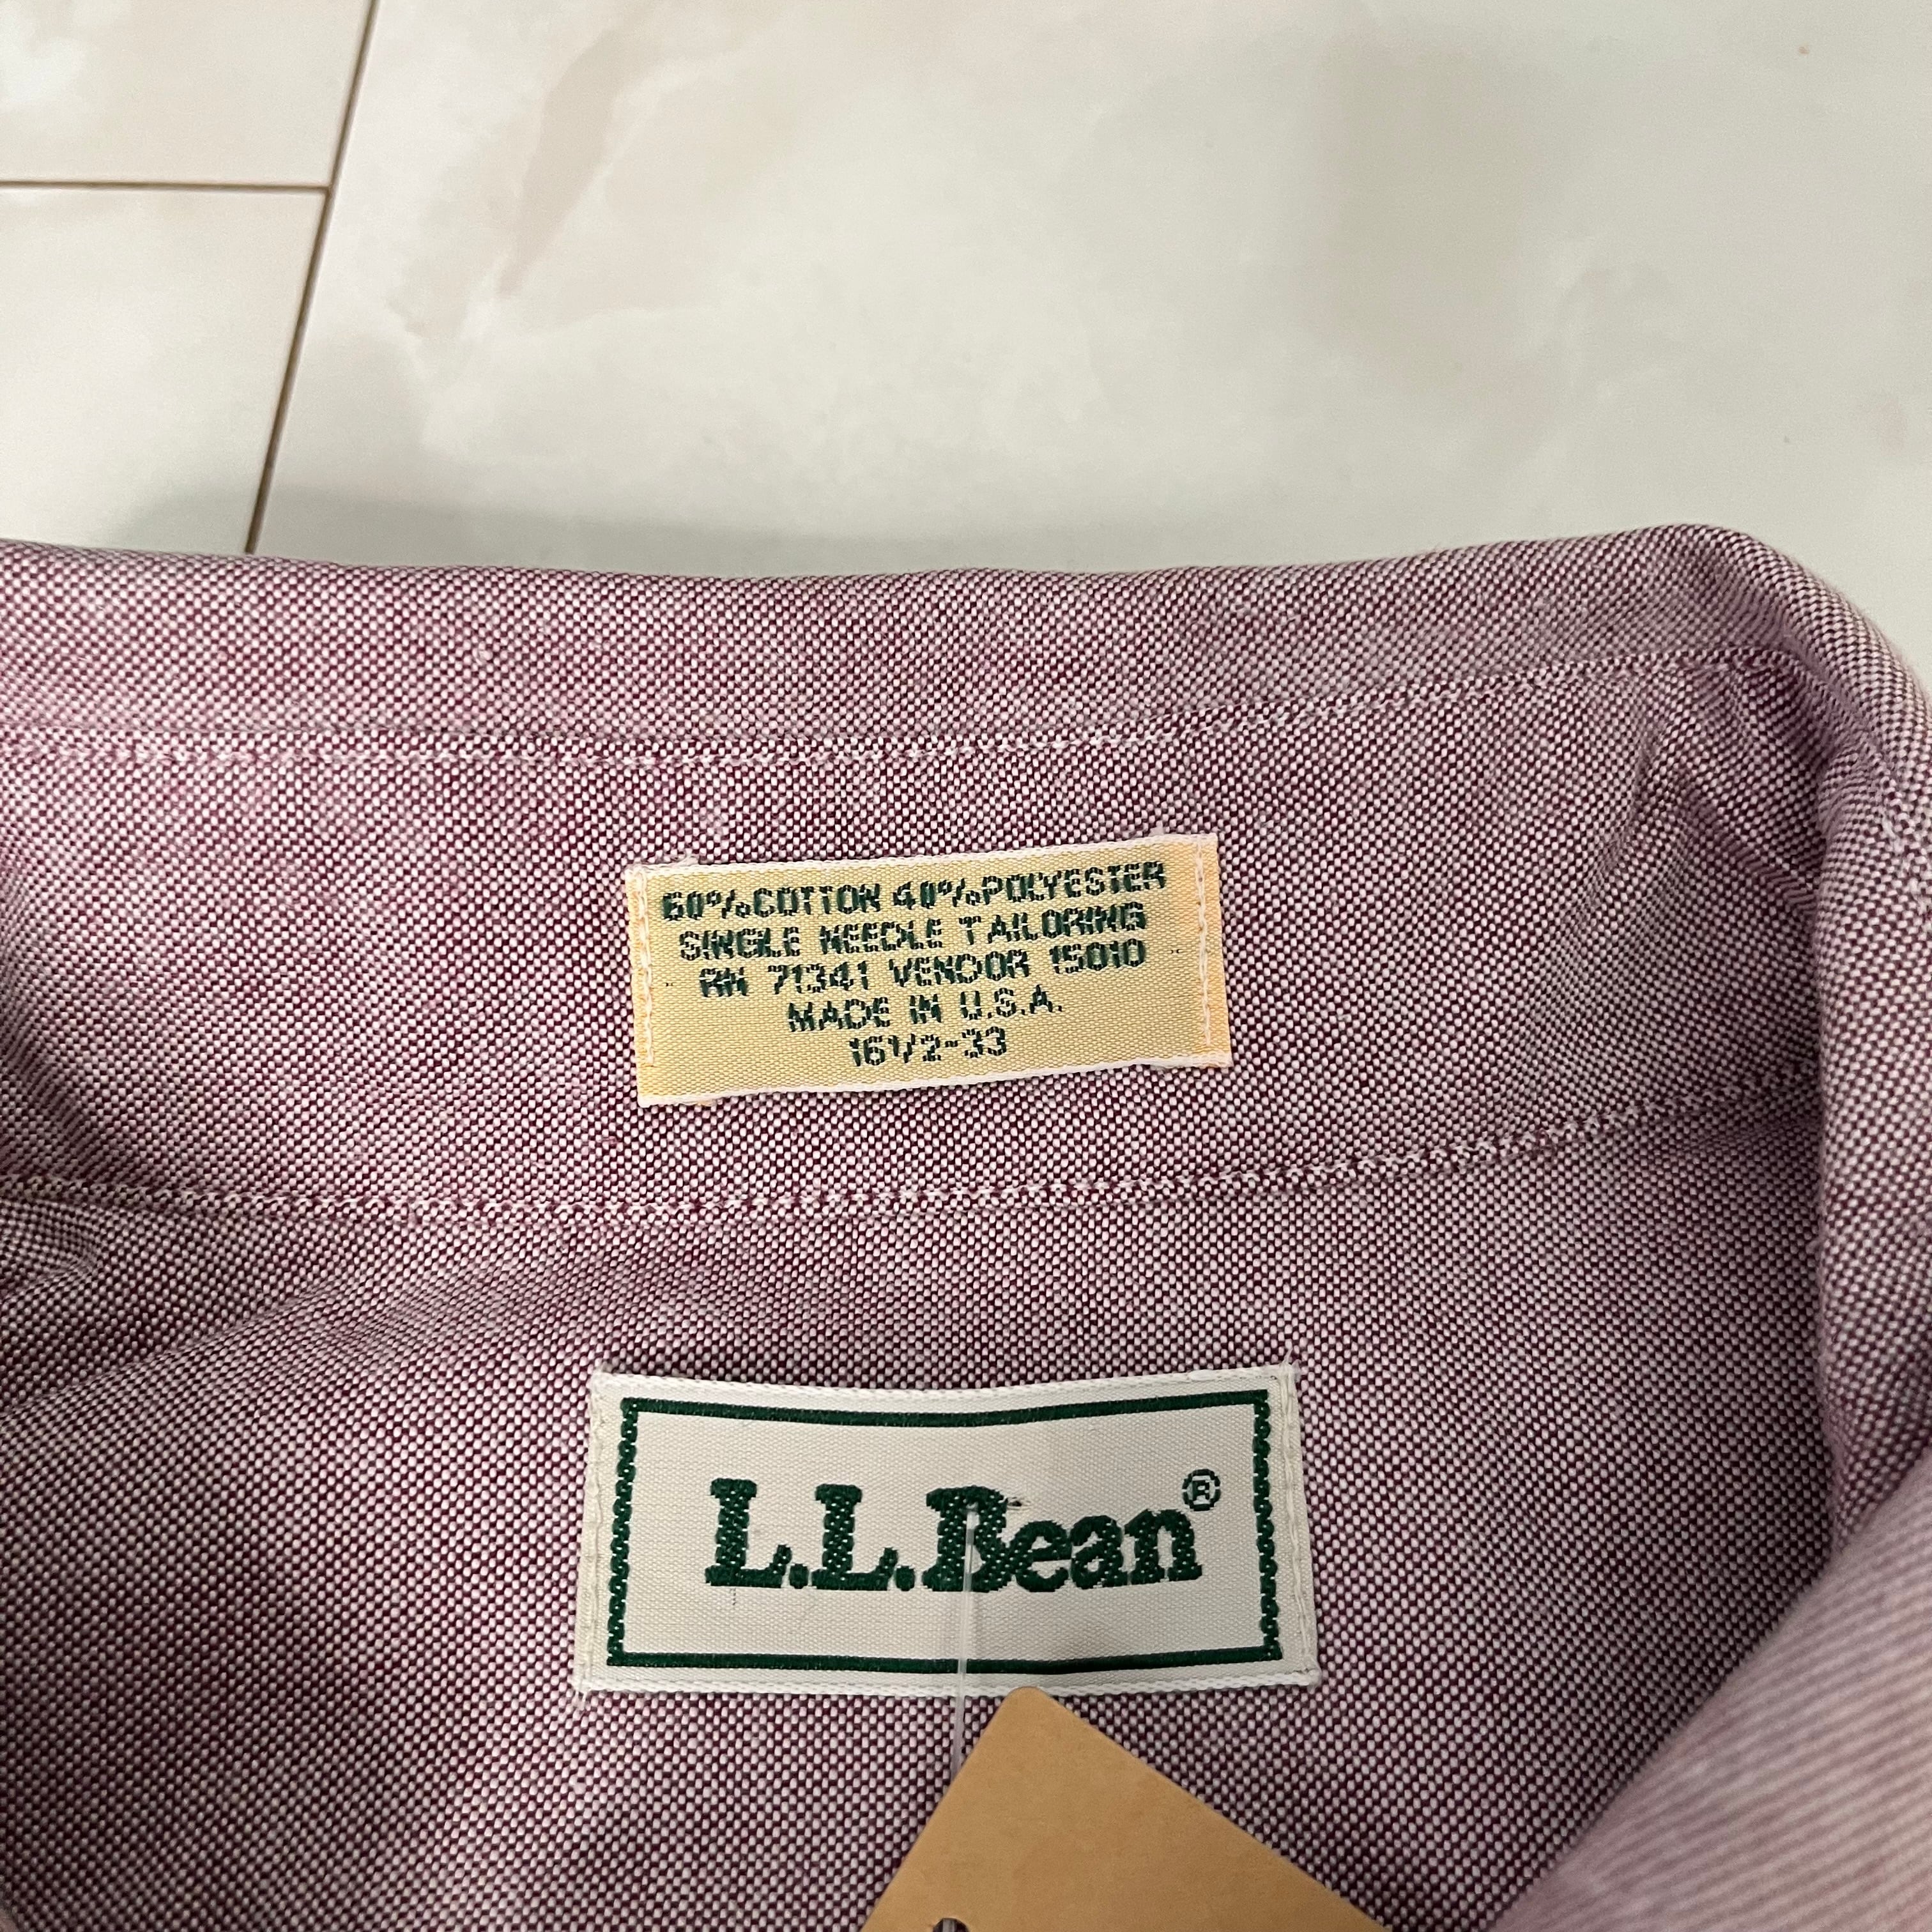 60%COTTON 40%POLYESTER
SINGLE NEEDLE TAILORING
RN 71341 VENDOR 15010
MADE IN U.S.A.
16 1/2-33
L.L.Bean®